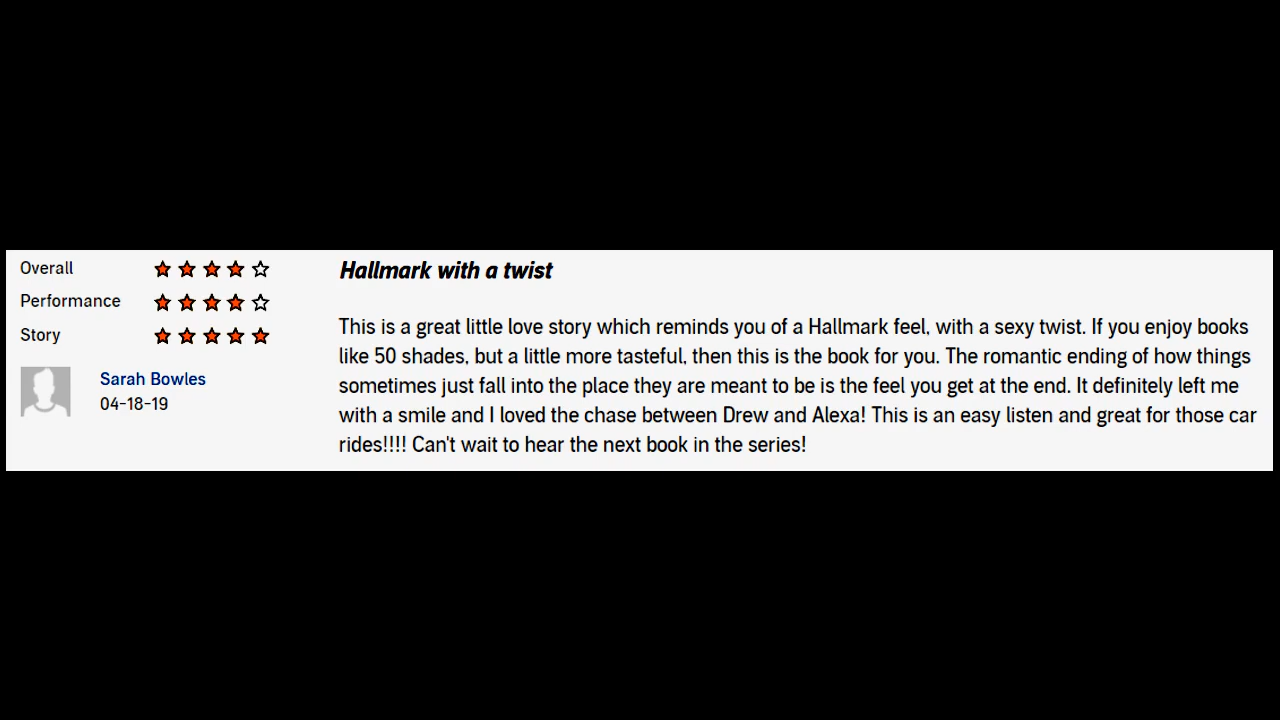 Overall
Performance
Story
Sarah Bowles
04-18-19
Hallmark with a twist
This is a great little love story which reminds you of a Hallmark feel, with a sexy twist. If you enjoy books
like 50 shades, but a little more tasteful, then this is the book for you. The romantic ending of how things
sometimes just fall into the place they are meant to be is the feel you get at the end. It definitely left me
with a smile and I loved the chase between Drew and Alexa! This is an easy listen and great for those car
rides!!!! Can't wait to hear the next book in the series!